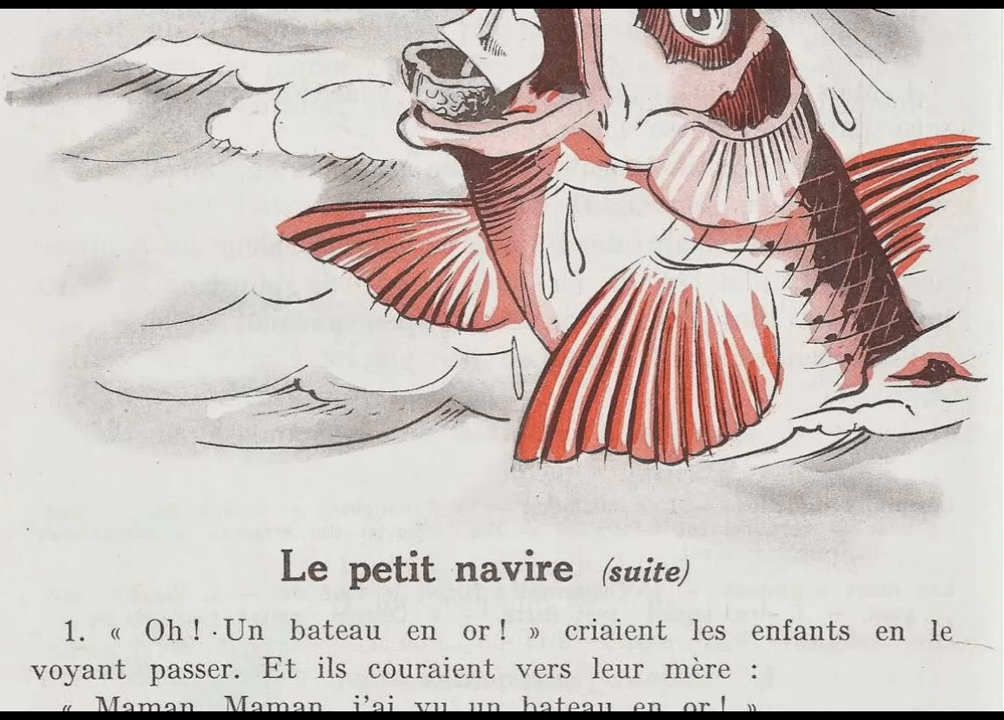 Le petit navire (suite)
1. « Oh ! Un bateau en or ! » criaient les enfants en le
voyant passer. Et ils couraient vers leur mère :
« Maman, Maman, j'ai vu un bateau en or ! »